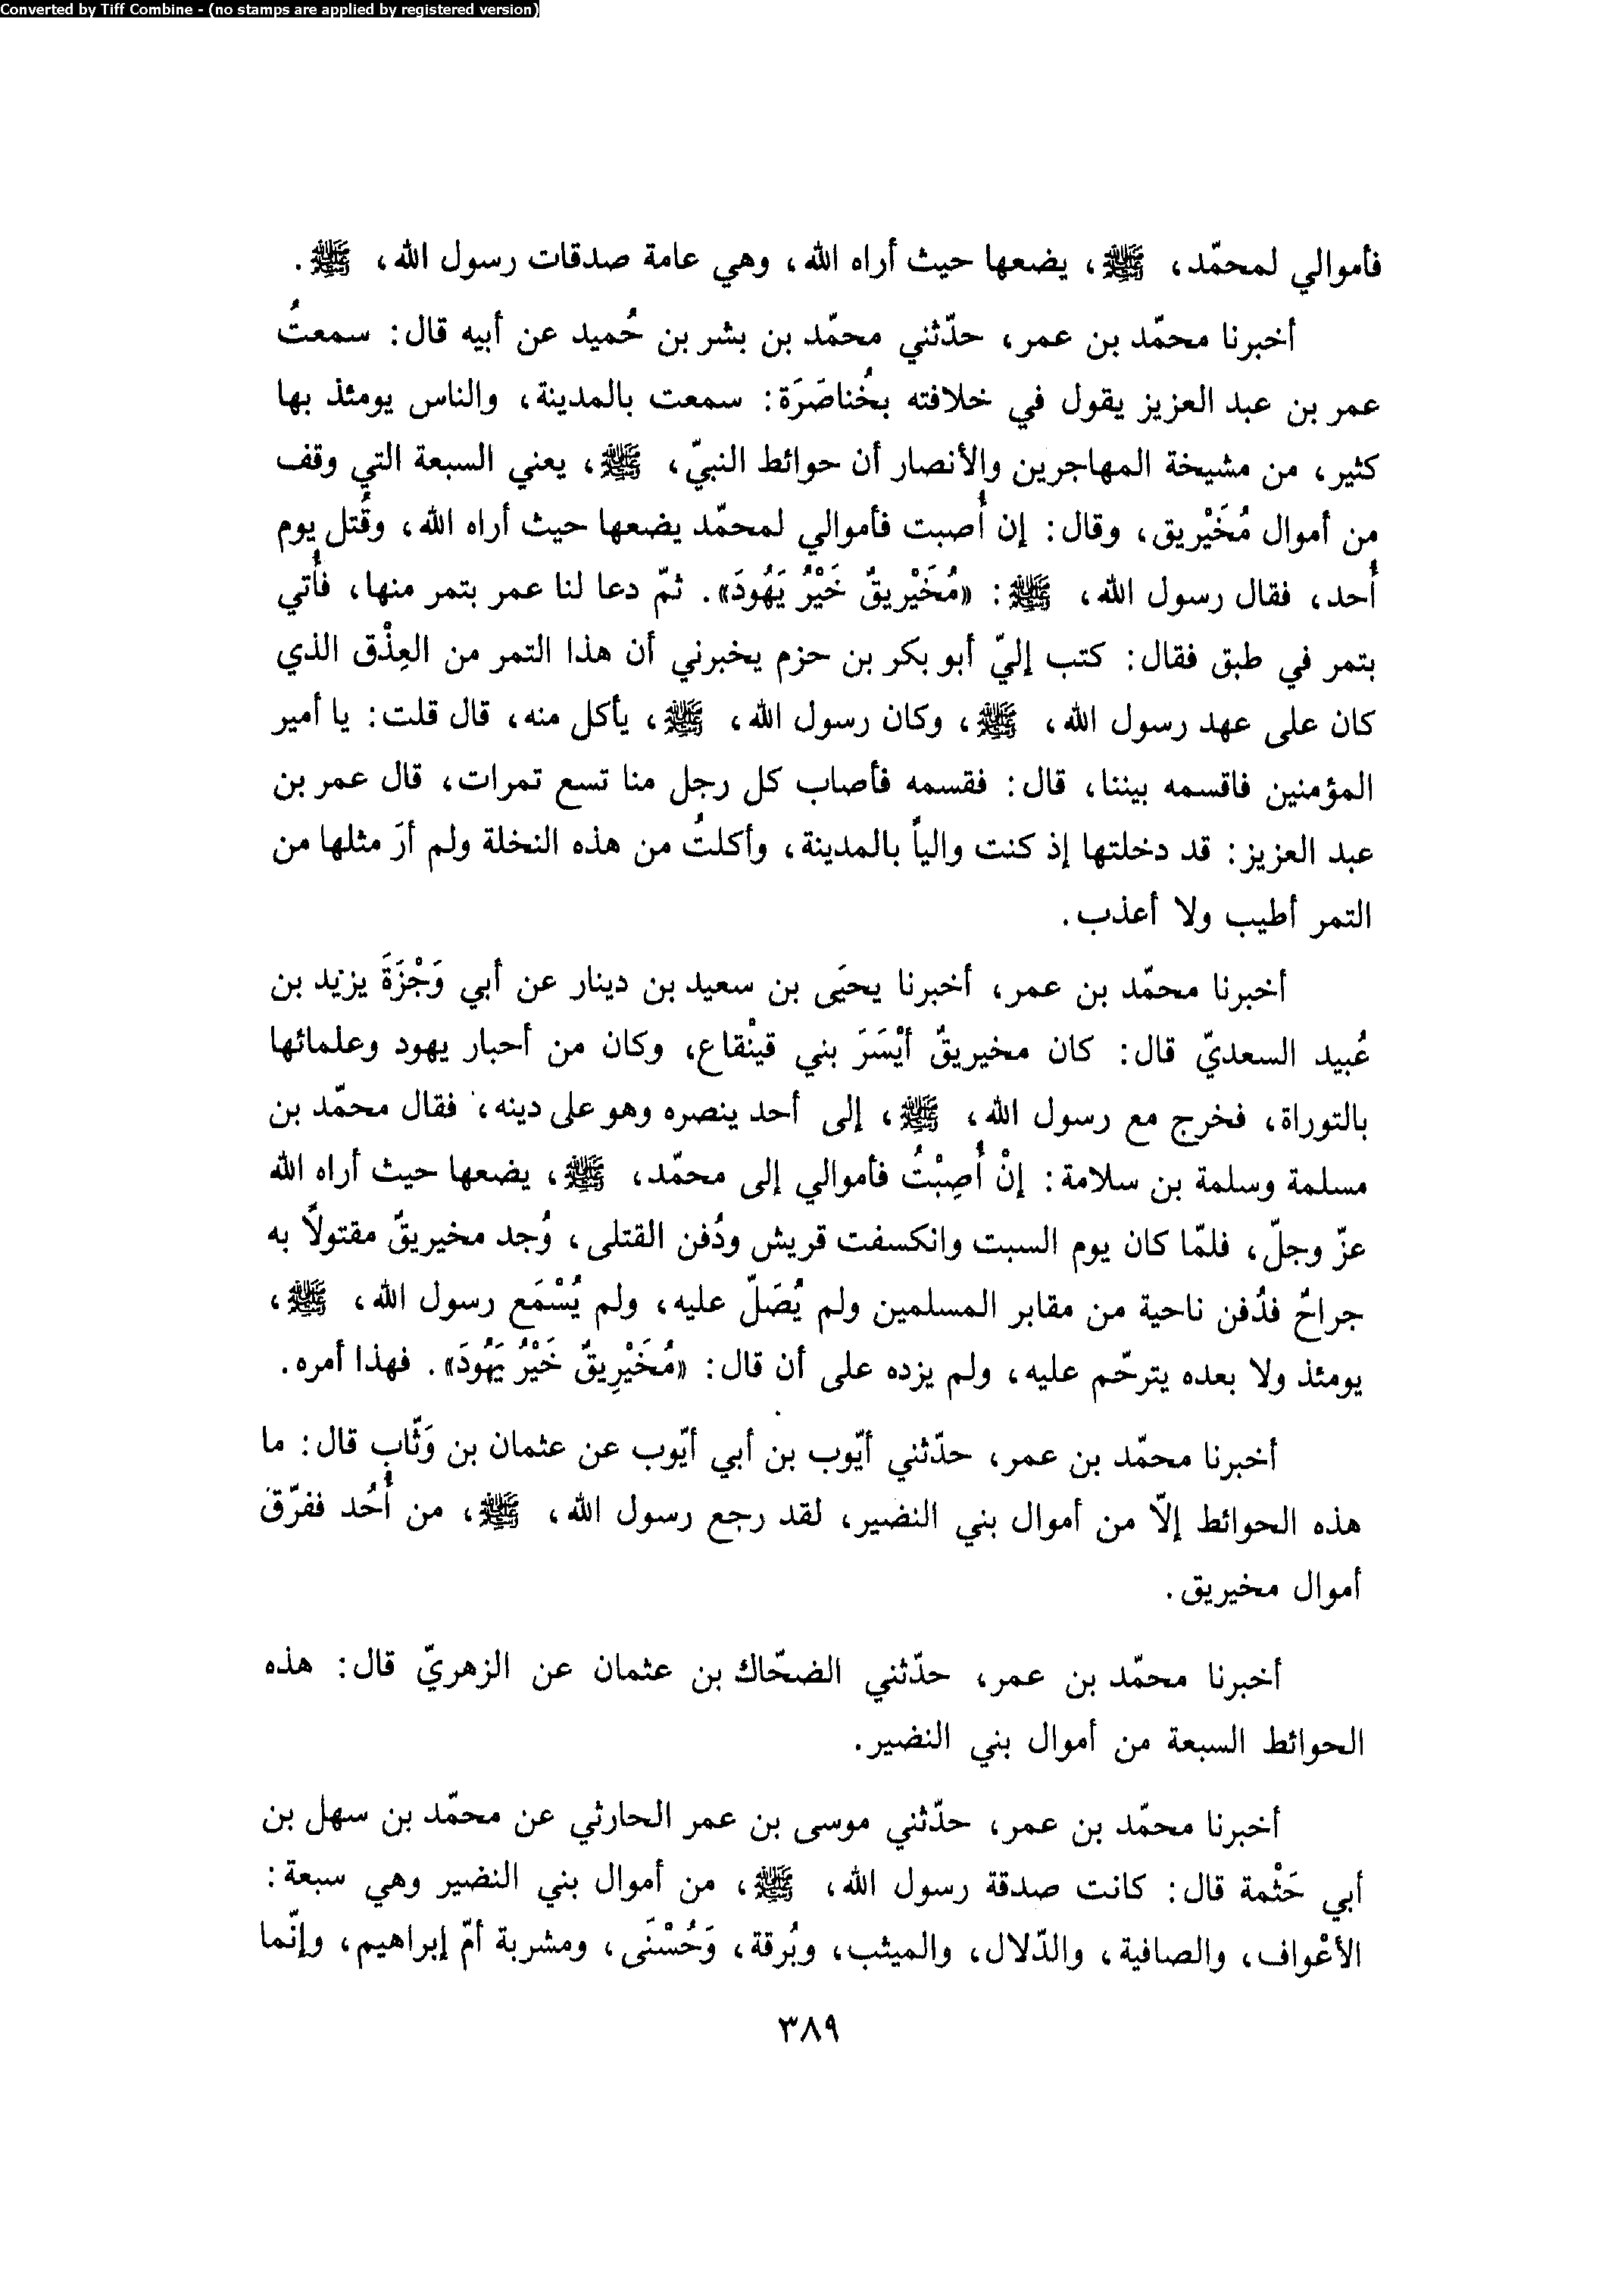 Converted by Tiff Combine - (no stamps are applied by registered version)
فأموالي لمحمّد، ﷺ، يضعها حيث أراه الله، وهي عامة صدقات رسول الله، ﷺ.
أخبرنا محمّد بن عمر، حدّثني محمّد بن بشر بن حُميد عن أبيه قال: سمعتُ
عمر بن عبد العزيز يقول في خلافته بخُناصَرَة: سمعت بالمدينة، والناس يومئذ بها
كثير، من مشيخة المهاجرين والأنصار أن حوائط النبيّ، ﷺ، يعني السبعة التي وقف
من أموال مُخَيْريق، وقال: إن أُصبت فأموالي لمحمّد يضعها حيث أراه الله، وقُتل يوم
أُحد، فقال رسول الله، ﷺ: «مُخَيْريقٌ خَيْرُ يَهُودَ». ثمّ دعا لنا عمر بتمر منها، فأُتي
بتمر في طبق فقال: كتب إليّ أبو بكر بن حزم يخبرني أن هذا التمر من العِذْق الذي
كان على عهد رسول الله، ﷺ، وكان رسول الله، ﷺ، يأكل منه، قال قلت: يا أمير
المؤمنين فاقسمه بيننا، قال: فقسمه فأصاب كل رجل منا تسع تمرات، قال عمر بن
عبد العزيز: قد دخلتها إذ كنت والياً بالمدينة، وأكلتُ من هذه النخلة ولم أرَ مثلها من
التمر أطيب ولا أعذب.
أخبرنا محمّد بن عمر، أخبرنا يحيَى بن سعيد بن دينار عن أبي وَجْزَةَ يزيد بن
عُبيد السعديّ قال: كان مخيريقٌ أيْسَرَ بني قينْقاع، وكان من أحبار يهود وعلمائها
بالتوراة، فخرج مع رسول الله، ﷺ، إلى أحد ينصره وهو على دينه، فقال محمّد بن
مسلمة وسلمة بن سلامة: إنْ أُصِبْتُ فأموالي إلى محمّد، ﷺ، يضعها حيث أراه الله
عزّ وجلّ، فلمّا كان يوم السبت وانكسفت قريش ودُفن القتلى، وُجد مخيريقٌ مقتولاً به
جراحٌ فدُفن ناحية من مقابر المسلمين ولم يُصَلّ عليه، ولم يُسْمَع رسول الله، ﷺ،
يومئذ ولا بعده يترحّم عليه، ولم يزده على أن قال: «مُخَيْرِيقٌ خَيْرُ يَهُودَ». فهذا أمره.
أخبرنا محمّد بن عمر، حدّثني أيّوب بن أبي أيّوب عن عثمان بن وَثّاب قال: ما
هذه الحوائط إلاّ من أموال بني النضير، لقد رجع رسول الله، ﷺ، من أُحُد ففرّق
أموال مخيريق.
أخبرنا محمّد بن عمر، حدّثني الضحّاك بن عثمان عن الزهريّ قال: هذه
الحوائط السبعة من أموال بني النضير.
أخبرنا محمّد بن عمر، حدّثني موسى بن عمر الحارثي عن محمّد بن سهل بن
أبي حَثْمة قال: كانت صدقة رسول الله، ﷺ، من أموال بني النضير وهي سبعة:
الأعْواف، والصافية، والدّلال، والميثب، وبُرقة، وَحُسْنَى، ومشربة أمّ إبراهيم، وإنّما
٣٨٩